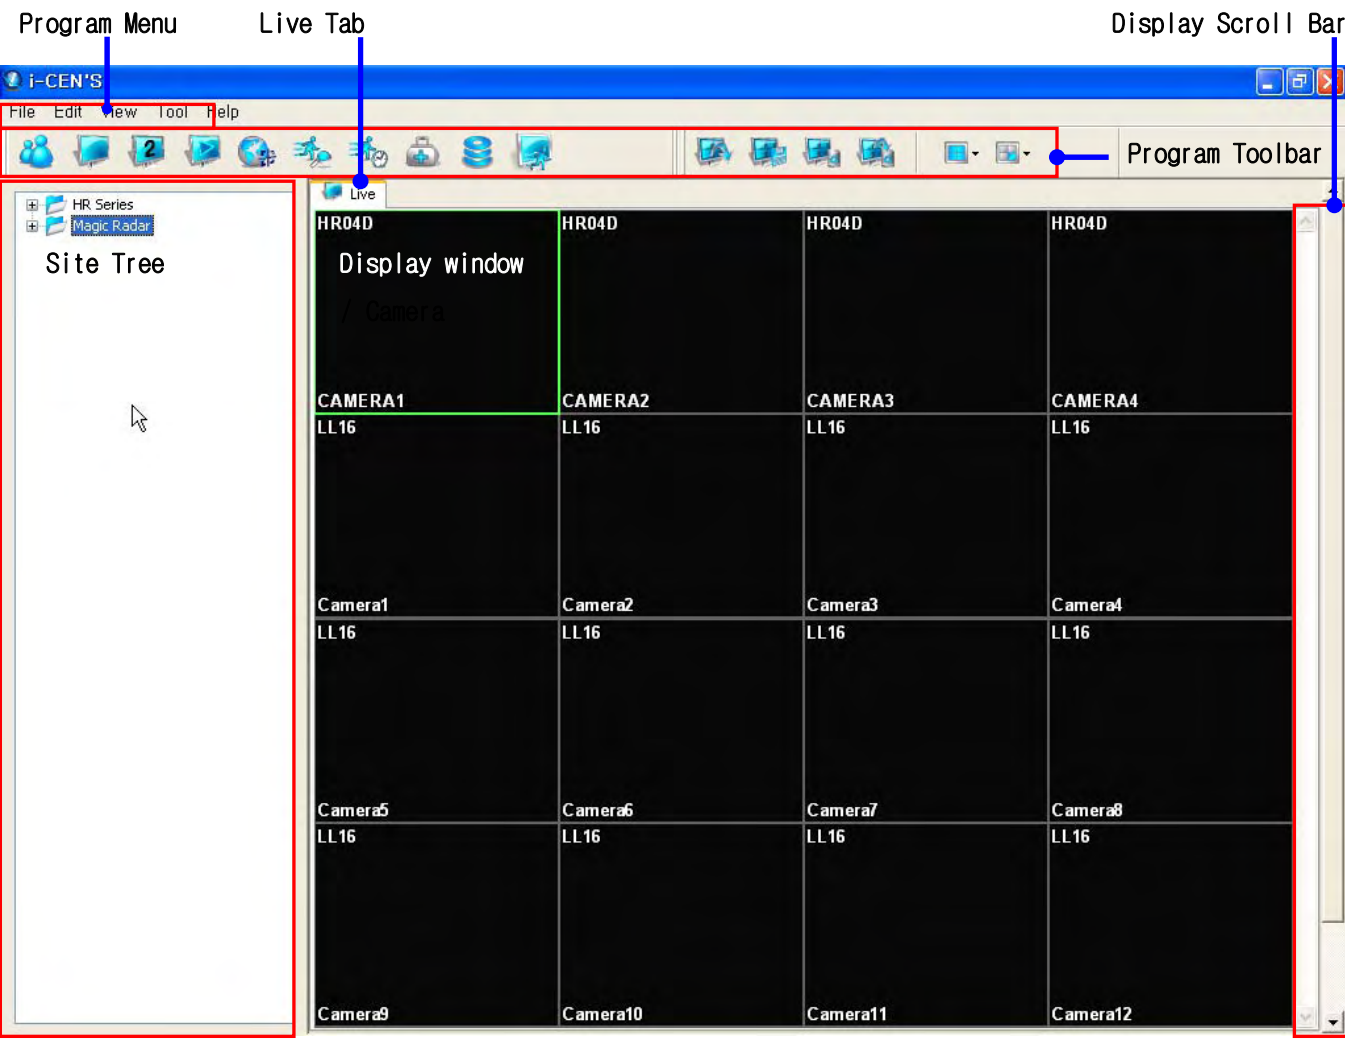 Program Menu Live Tab Display Scroll Bar
i-CEN'S
File Edit View Tool Help
2
Program Toolbar
HR Series
Magic Radar
Site Tree
Live
HR04D HR04D HR04D HR04D
Display window
/ Camera
CAMERA1 CAMERA2 CAMERA3 CAMERA4
LL16 LL16 LL16 LL16
Camera1 Camera2 Camera3 Camera4
LL16 LL16 LL16 LL16
Camera5 Camera6 Camera7 Camera8
LL16 LL16 LL16 LL16
Camera9 Camera10 Camera11 Camera12